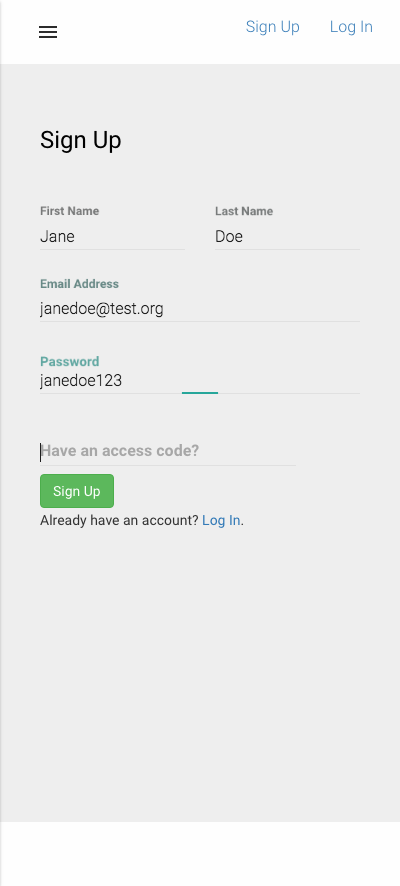 Sign Up Log In
Sign Up
First Name Last Name
Jane Doe
Email Address
janedoe@test.org
Password
janedoe123
Have an access code?
Sign Up
Already have an account? Log In.